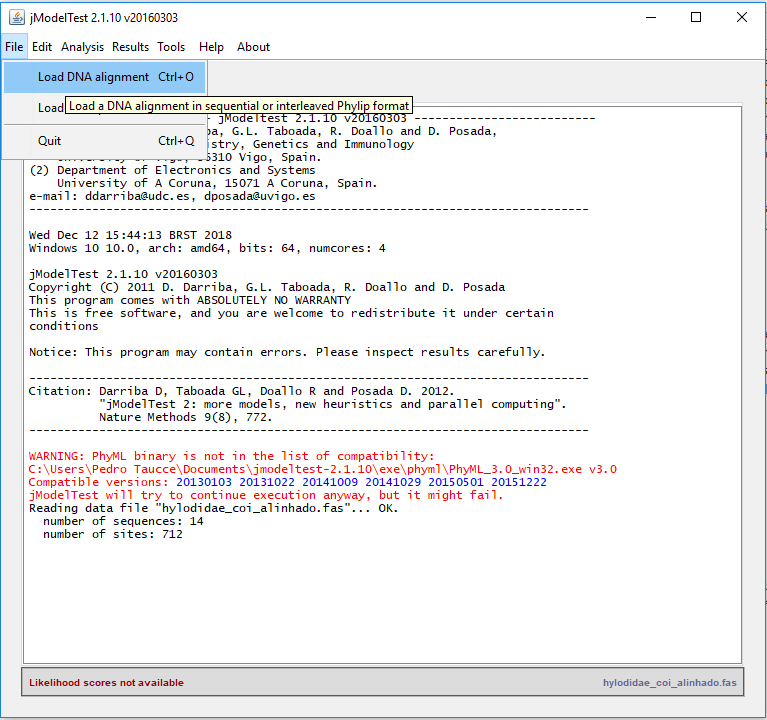 jModelTest 2.1.10 v20160303
File Edit Analysis Results Tools Help About
Load DNA alignment Ctrl+O
Load
Load a DNA alignment in sequential or interleaved Phylip format
Quit Ctrl+Q
jModeltest 2.1.10 v20160303 --------------------------
G.L. Taboada, R. Doallo and D. Posada,
Genetics and Immunology
Vigo, Spain.
(2) Department of Electronics and Systems
University of A Coruna, 15071 A Coruna, Spain.
e-mail: ddarriba@udc.es, dposada@uvigo.es
--------------------------------------------------------------------------------
Wed Dec 12 15:44:13 BRST 2018
Windows 10 10.0, arch: amd64, bits: 64, numcores: 4
jModelTest 2.1.10 v20160303
Copyright (C) 2011 D. Darriba, G.L. Taboada, R. Doallo and D. Posada
This program comes with ABSOLUTELY NO WARRANTY
This is free software, and you are welcome to redistribute it under certain
conditions
Notice: This program may contain errors. Please inspect results carefully.
--------------------------------------------------------------------------------
Citation: Darriba D, Taboada GL, Doallo R and Posada D. 2012.
"jModelTest 2: more models, new heuristics and parallel computing".
Nature Methods 9(8), 772.
--------------------------------------------------------------------------------
WARNING: PhyML binary is not in the list of compatibility:
C:\Users\Pedro Taucce\Documents\jmodeltest-2.1.10\exe\phyml\PhyML_3.0_win32.exe v3.0
Compatible versions: 20130103 20131022 20141009 20141029 20150501 20151222
jModelTest will try to continue execution anyway, but it might fail.
Reading data file "hylodidae_coi_alinhado.fas"... OK.
number of sequences: 14
number of sites: 712
Likelihood scores not available
hylodidae_coi_alinhado.fas